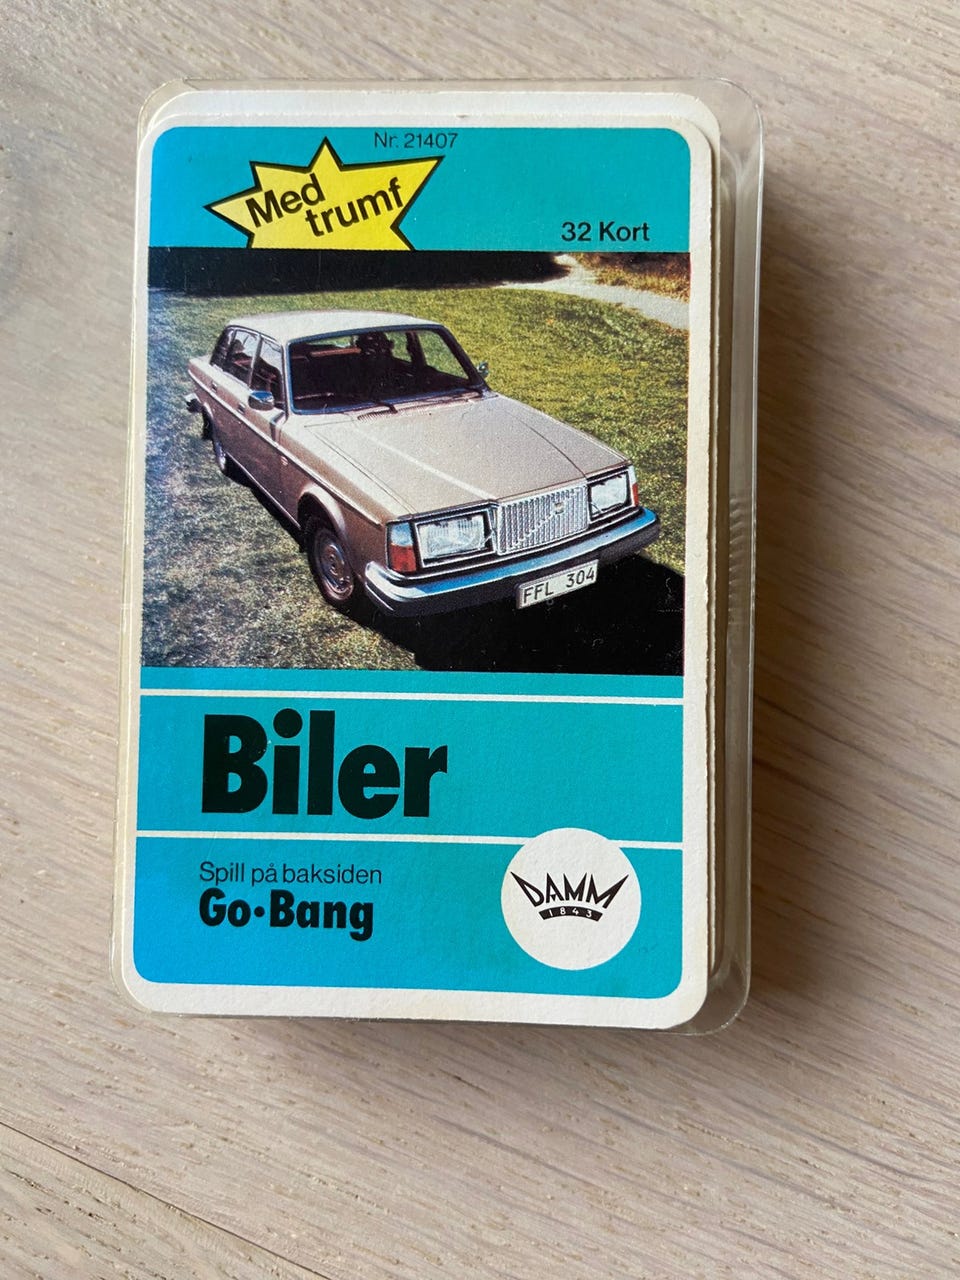 Nr. 21407
Med
trumf
32 Kort
FFL 304
Biler
Spill på baksiden
Go•Bang
DAMM
1843